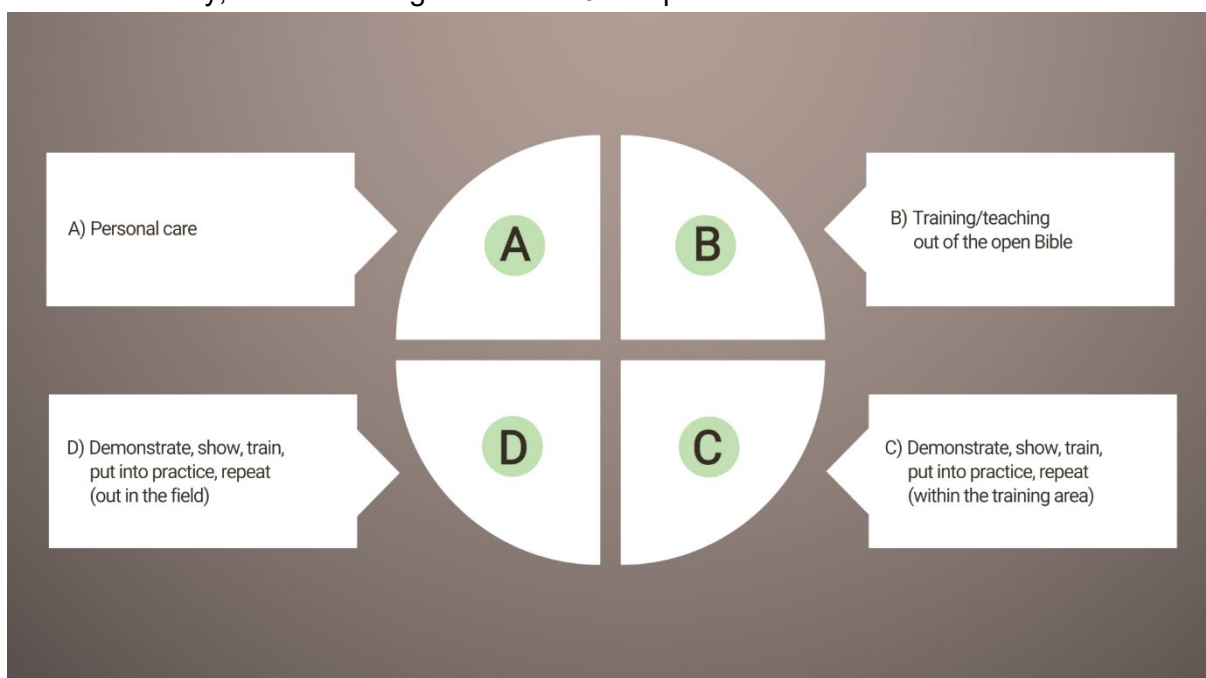 A) Personal care
A
B
B) Training/teaching
out of the open Bible
D) Demonstrate, show, train,
put into practice, repeat
(out in the field)
D
C
C) Demonstrate, show, train,
put into practice, repeat
(within the training area)